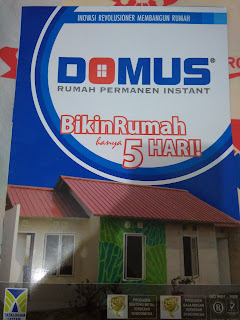 INOVASI REVOLUSIONER MEMBANGUN RUMAH
DOMUS®
RUMAH PERMANEN INSTANT
BikinRumah
hanya 5 HARI!